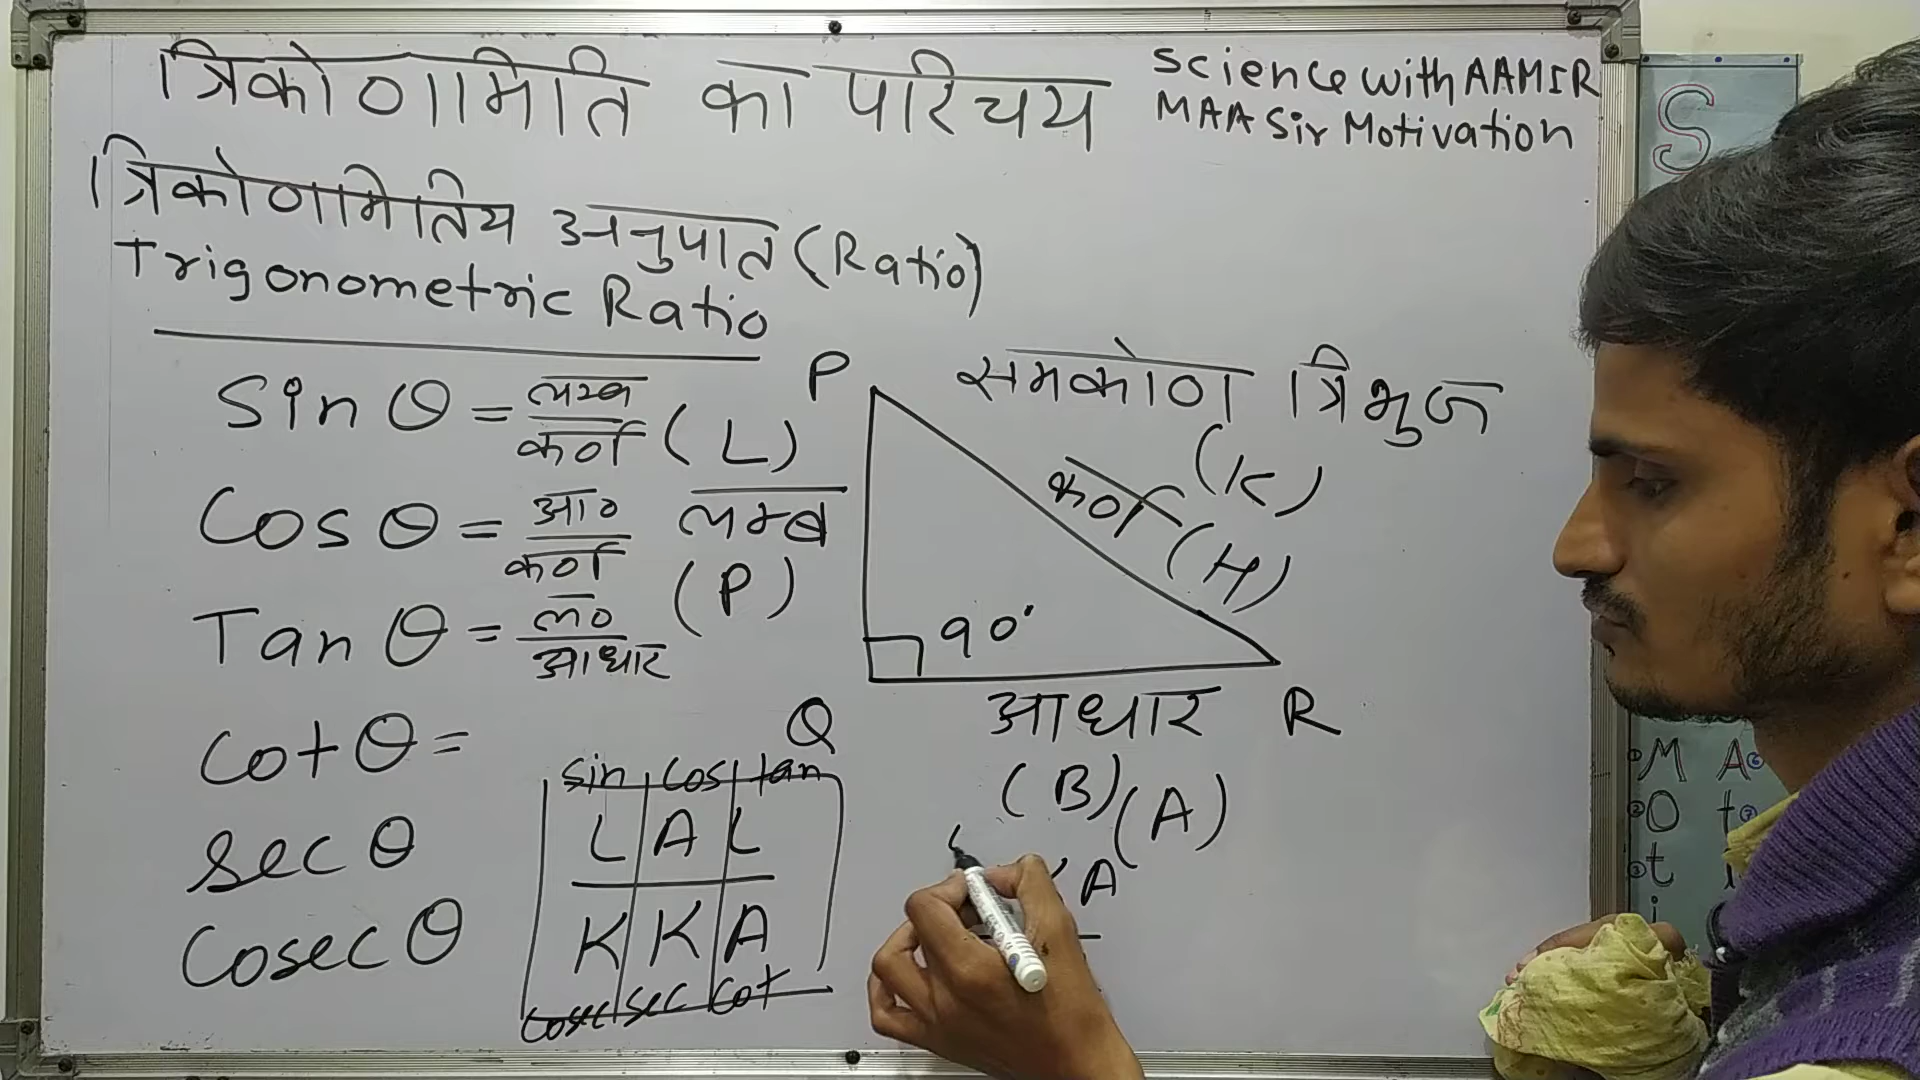 त्रिकोणमिति का परिचय
Science with AAMIR
MAA Sir Motivation
त्रिकोणमितिय अनुपात (Ratio)
Trigonometric Ratio
Sin θ = लम्ब / कर्ण
Cos θ = आ० / कर्ण
Tan θ = ल० / आधार
Cot θ =
Sec θ
Cosec θ
समकोण त्रिभुज
P
(L)
लम्ब
(P)
कर्ण (K)
(H)
90°
Q
आधार R
(B) (A)
sin cos tan
L A L
K K A
cosec sec cot
A
S
M A
O t
t i
i